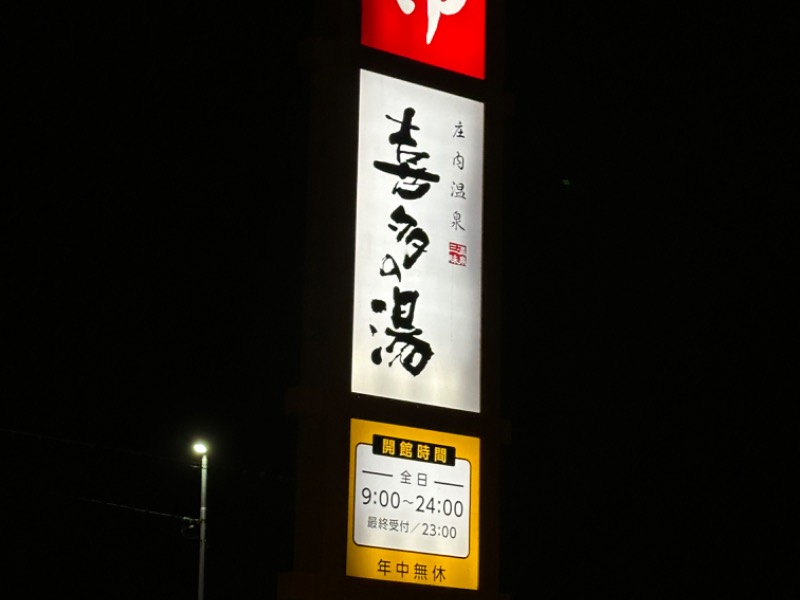 庄内温泉
喜多の湯
開館時間
全日
9:00～24:00
最終受付／23:00
年中無休